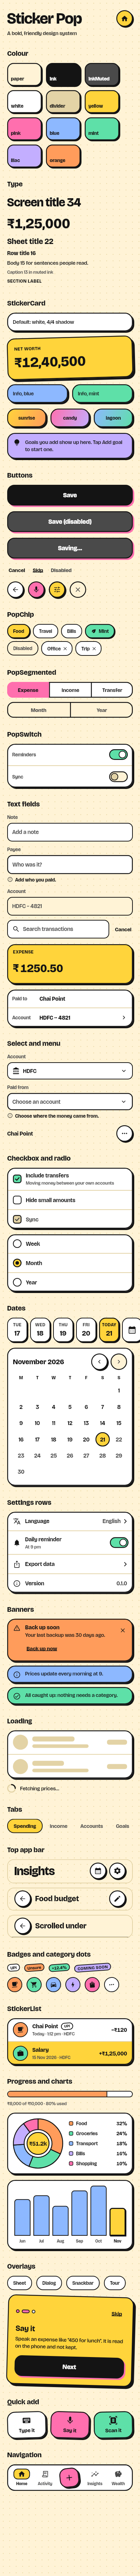 Sticker Pop
A bold, friendly design system
Colour
paper
ink
inkMuted
white
divider
yellow
pink
blue
mint
lilac
orange
Type
Screen title 34
₹1,25,000
Sheet title 22
Row title 16
Body 15 for sentences people read.
Caption 13 in muted ink
SECTION LABEL
StickerCard
Default: white, 4/4 shadow
NET WORTH
₹12,40,500
Info, blue
Info, mint
sunrise
candy
lagoon
Goals you add show up here. Tap Add goal
to start one.
Buttons
Save
Save (disabled)
Saving...
Cancel
Skip
Disabled
PopChip
Food
Travel
Bills
Mint
Disabled
Office ×
Trip ×
PopSegmented
Expense
Income
Transfer
Month
Year
PopSwitch
Reminders
Sync
Text fields
Note
Add a note
Payee
Who was it?
Add who you paid.
Account
HDFC - 4821
Search transactions
Cancel
EXPENSE
₹1250.50
Paid to
Chai Point
Account
HDFC - 4821
Select and menu
Account
HDFC
Paid from
Choose an account
Choose where the money came from.
Chai Point
Checkbox and radio
Include transfers
Moving money between your own accounts
Hide small amounts
Sync
Week
Month
Year
Dates
TUE
17
WED
18
THU
19
FRI
20
TODAY
21
November 2026
M T W T F S S
1
2 3 4 5 6 7 8
9 10 11 12 13 14 15
16 17 18 19 20 21 22
23 24 25 26 27 28 29
30
Settings rows
Language
English
Daily reminder
At 9 pm
Export data
Version
0.1.0
Banners
Back up soon
Your last backup was 30 days ago.
Back up now
Prices update every morning at 9.
All caught up: nothing needs a category.
Loading
Fetching prices...
Tabs
Spending
Income
Accounts
Goals
Top app bar
Insights
Food budget
Scrolled under
Badges and category dots
UPI
Unsure
+12.4%
COMING SOON
StickerList
Chai Point
UPI
Today · 1:12 pm · HDFC
-₹120
Salary
15 Nov 2026 · HDFC
+₹1,25,000
Progress and charts
₹8,000 of ₹10,000 · 80% used
₹51.2k
Food 32%
Groceries 24%
Transport 18%
Bills 16%
Shopping 10%
Jun
Jul
Aug
Sep
Oct
Nov
Overlays
Sheet
Dialog
Snackbar
Tour
Skip
Say it
Speak an expense like "450 for lunch". It is read
on the phone and not kept.
Next
Quick add
Type it
Say it
Scan it
Navigation
Home
Activity
Insights
Wealth